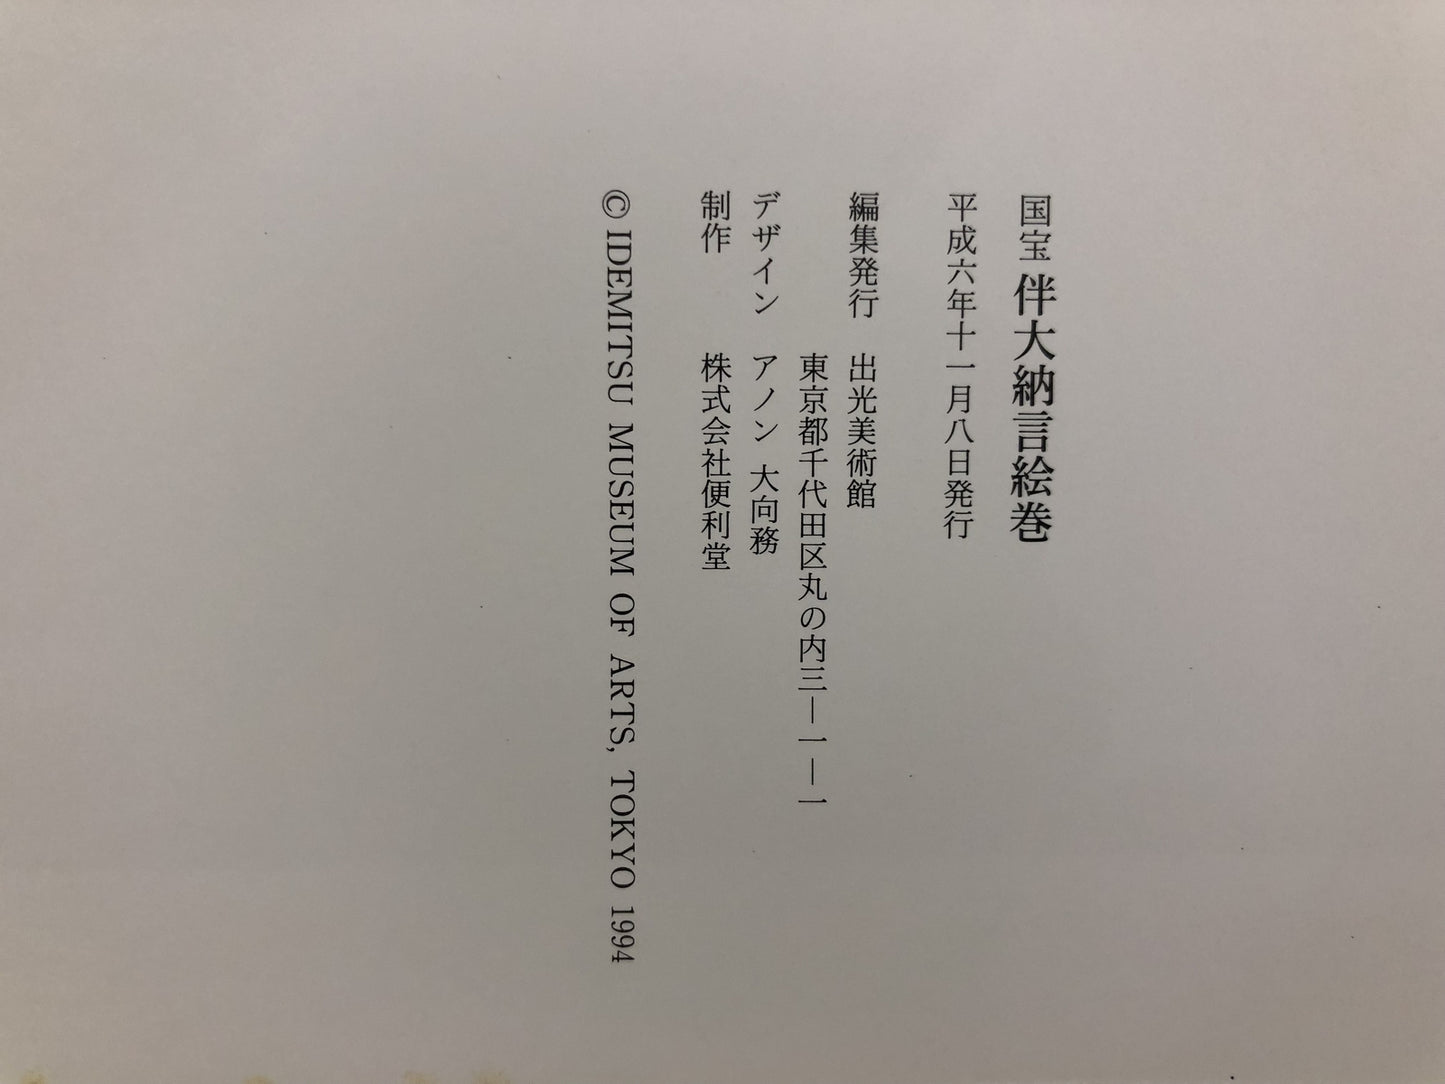 国宝 伴大納言絵巻
平成六年十一月八日発行
編集発行 出光美術館
東京都千代田区丸の内三―一―一
デザイン アノン 大向務
制作 株式会社便利堂
© IDEMITSU MUSEUM OF ARTS, TOKYO 1994